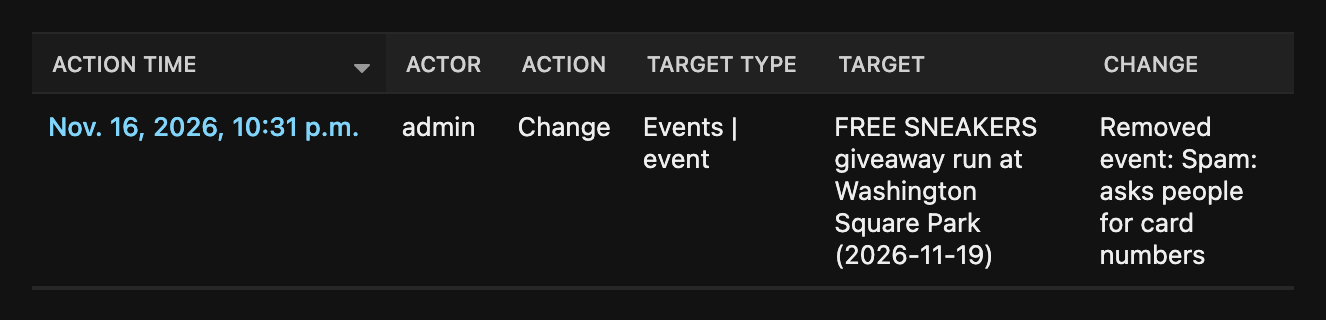 ACTION TIME ACTOR ACTION TARGET TYPE TARGET CHANGE
Nov. 16, 2026, 10:31 p.m. admin Change Events | FREE SNEAKERS Removed
event giveaway run at event: Spam:
Washington asks people
Square Park for card
(2026-11-19) numbers